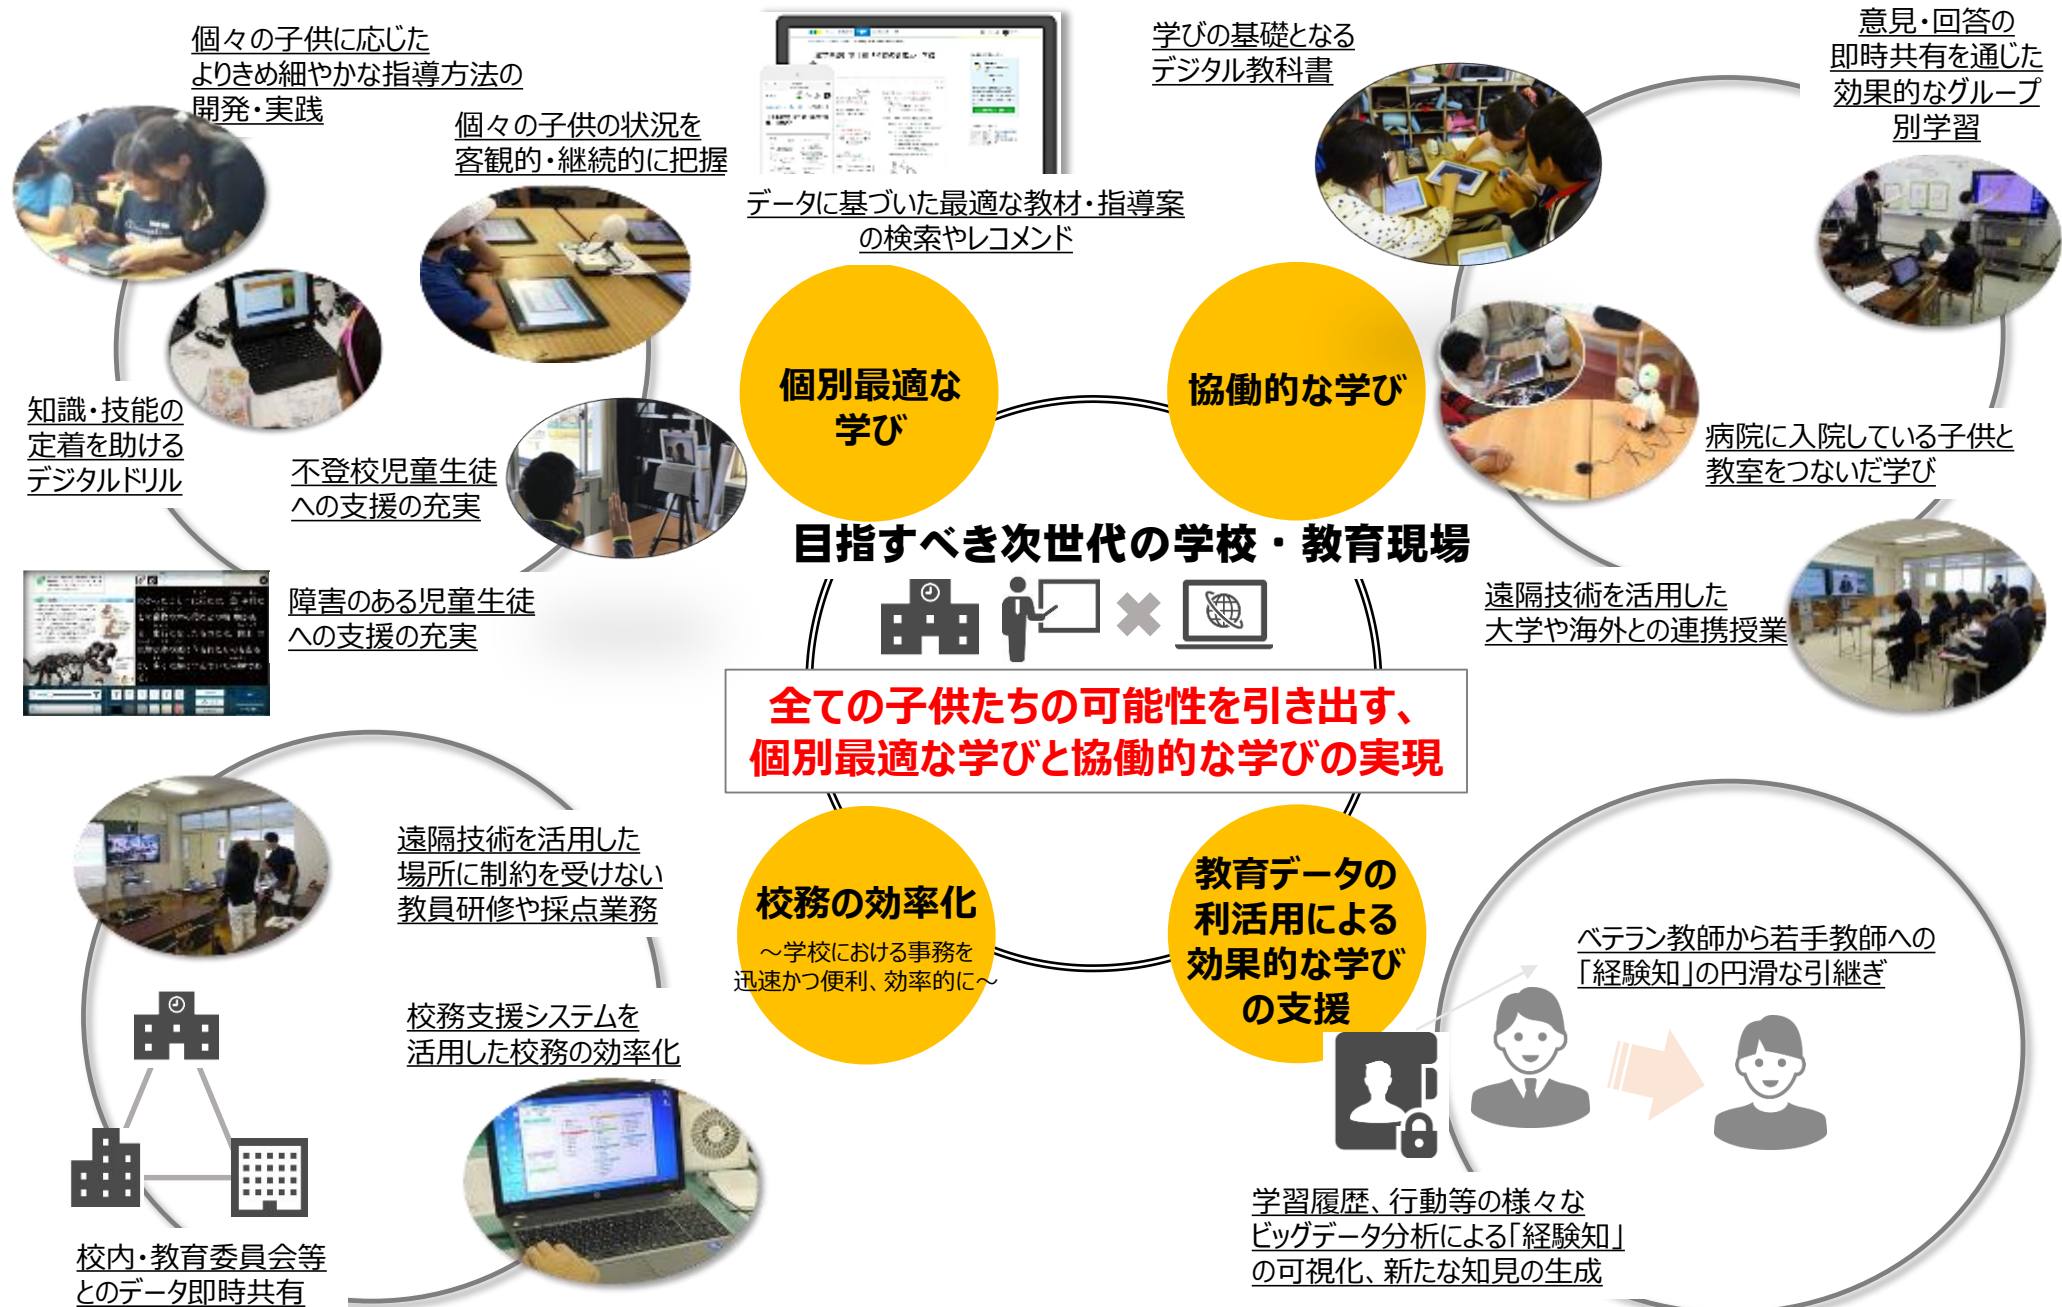 個々の子供に応じた
よりきめ細やかな指導方法の
開発・実践
個々の子供の状況を
客観的・継続的に把握
データに基づいた最適な教材・指導案
の検索やレコメンド
学びの基礎となる
デジタル教科書
意見・回答の
即時共有を通じた
効果的なグループ
別学習
知識・技能の
定着を助ける
デジタルドリル
不登校児童生徒
への支援の充実
障害のある児童生徒
への支援の充実
個別最適な
学び
協働的な学び
病院に入院している子供と
教室をつないだ学び
遠隔技術を活用した
大学や海外との連携授業
目指すべき次世代の学校・教育現場
全ての子供たちの可能性を引き出す、
個別最適な学びと協働的な学びの実現
遠隔技術を活用した
場所に制約を受けない
教員研修や採点業務
校務支援システムを
活用した校務の効率化
校内・教育委員会等
とのデータ即時共有
校務の効率化
～学校における事務を
迅速かつ便利、効率的に～
教育データの
利活用による
効果的な学び
の支援
ベテラン教師から若手教師への
「経験知」の円滑な引継ぎ
学習履歴、行動等の様々な
ビッグデータ分析による「経験知」
の可視化、新たな知見の生成